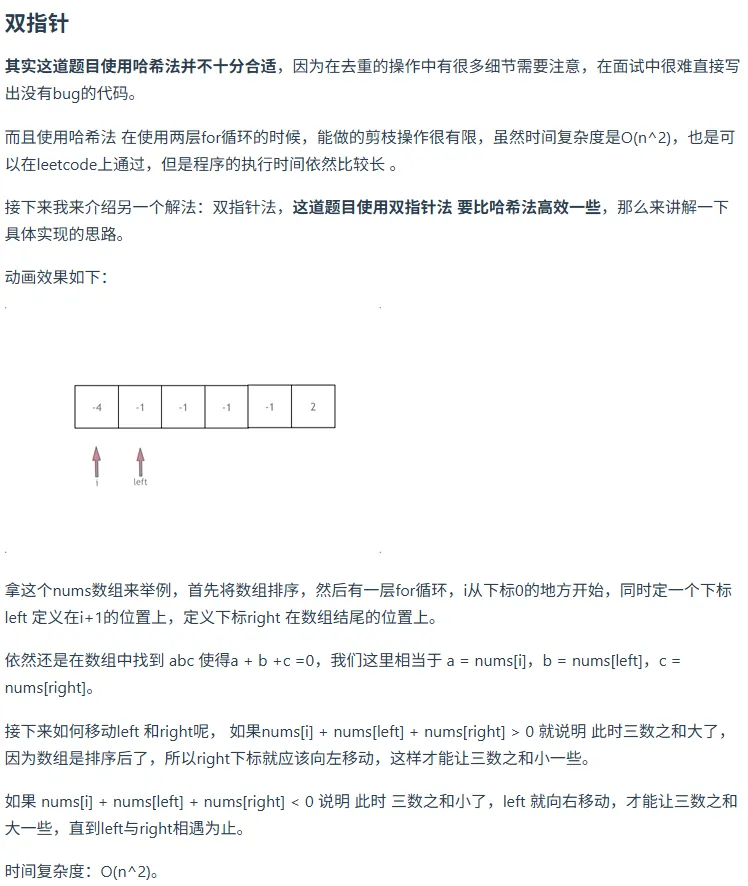 双指针
其实这道题目使用哈希法并不十分合适，因为在去重的操作中有很多细节需要注意，在面试中很难直接写
出没有bug的代码。
而且使用哈希法 在使用两层for循环的时候，能做的剪枝操作很有限，虽然时间复杂度是O(n^2)，也是可
以在leetcode上通过，但是程序的执行时间依然比较长 。
接下来我来介绍另一个解法：双指针法，这道题目使用双指针法 要比哈希法高效一些，那么来讲解一下
具体实现的思路。
动画效果如下：
-4 -1 -1 -1 -1 2
i left
拿这个nums数组来举例，首先将数组排序，然后有一层for循环，i从下标0的地方开始，同时定一个下标
left 定义在i+1的位置上，定义下标right 在数组结尾的位置上。
依然还是在数组中找到 abc 使得a + b +c =0，我们这里相当于 a = nums[i]，b = nums[left]，c =
nums[right]。
接下来如何移动left 和right呢， 如果nums[i] + nums[left] + nums[right] > 0 就说明 此时三数之和大了，
因为数组是排序后了，所以right下标就应该向左移动，这样才能让三数之和小一些。
如果 nums[i] + nums[left] + nums[right] < 0 说明 此时 三数之和小了，left 就向右移动，才能让三数之和
大一些，直到left与right相遇为止。
时间复杂度：O(n^2)。